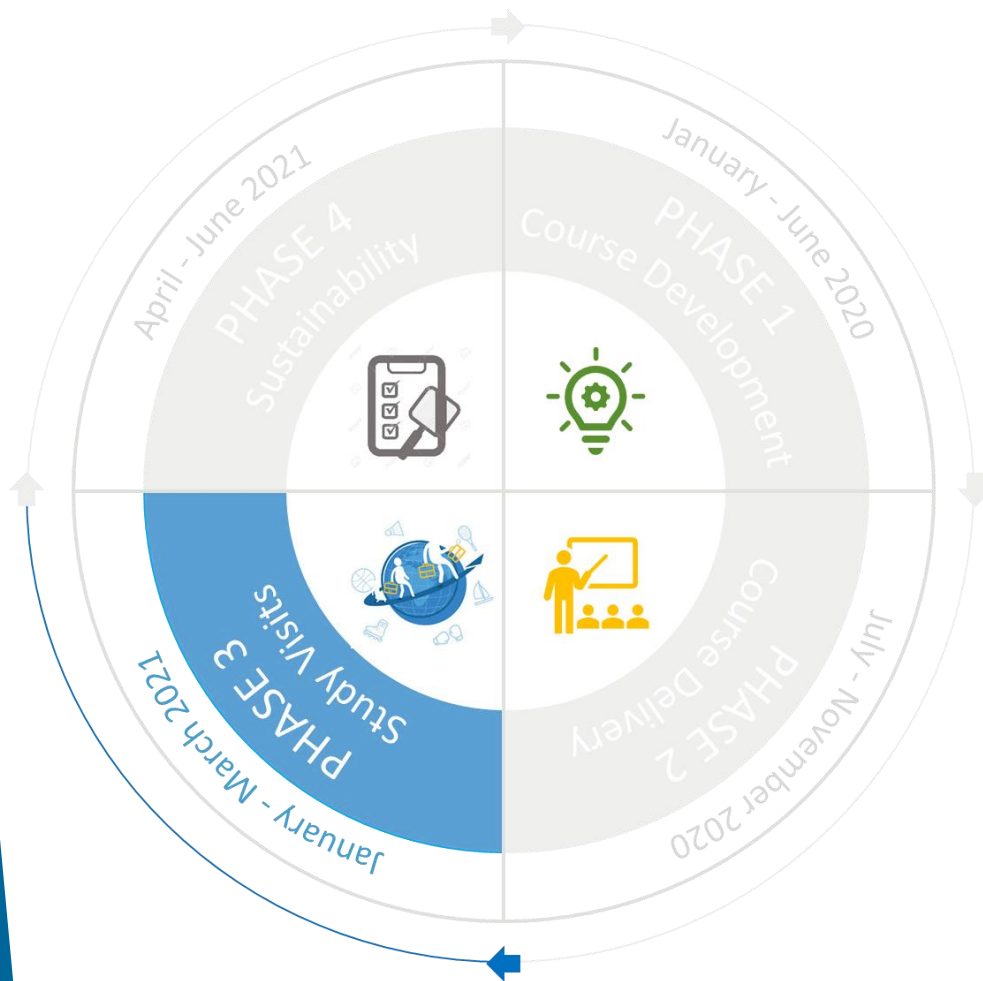 January - June 2020
PHASE 1
Course Development
July - November 2020
PHASE 2
Course Delivery
January - March 2021
PHASE 3
Study Visits
April - June 2021
PHASE 4
Sustainability